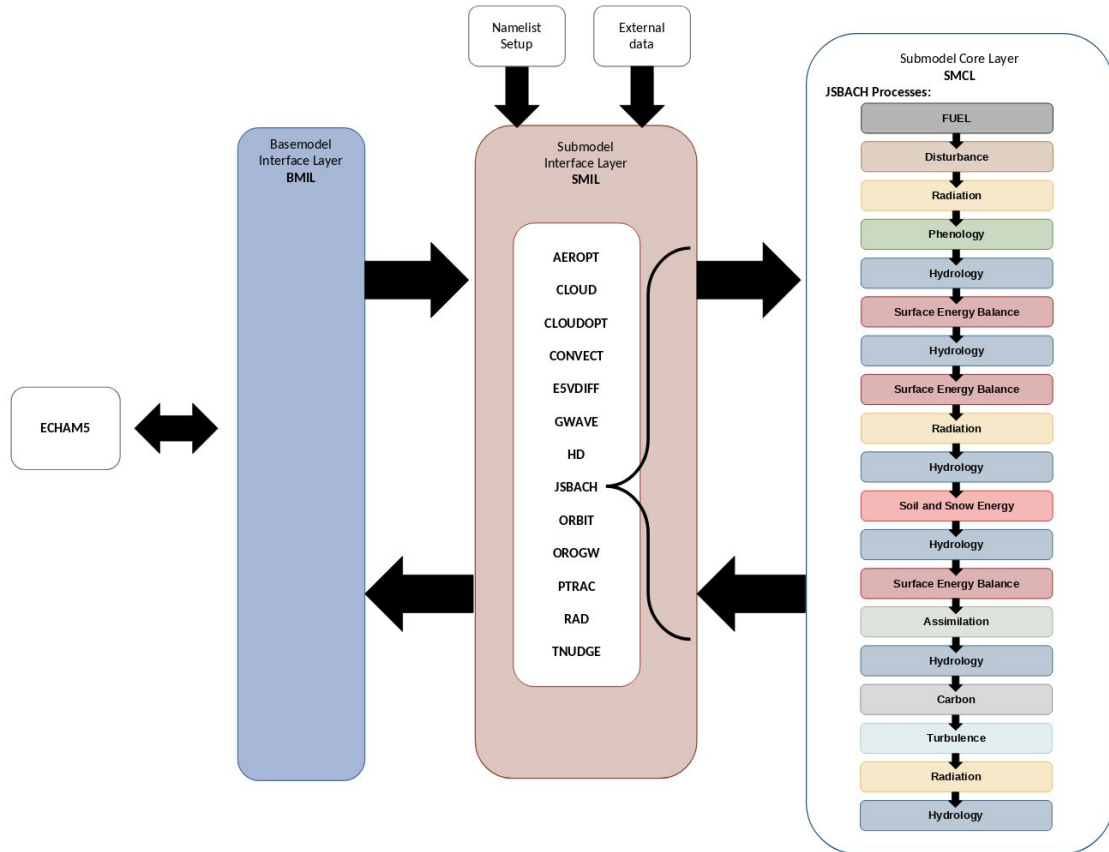 Namelist
Setup
External
data
ECHAM5
Basemodel
Interface Layer
BMIL
Submodel
Interface Layer
SMIL
AEROPT
CLOUD
CLOUDOPT
CONVECT
E5VDIFF
GWAVE
HD
JSBACH
ORBIT
OROGW
PTRAC
RAD
TNUDGE
Submodel Core Layer
SMCL
JSBACH Processes:
FUEL
Disturbance
Radiation
Phenology
Hydrology
Surface Energy Balance
Hydrology
Surface Energy Balance
Radiation
Hydrology
Soil and Snow Energy
Hydrology
Surface Energy Balance
Assimilation
Hydrology
Carbon
Turbulence
Radiation
Hydrology